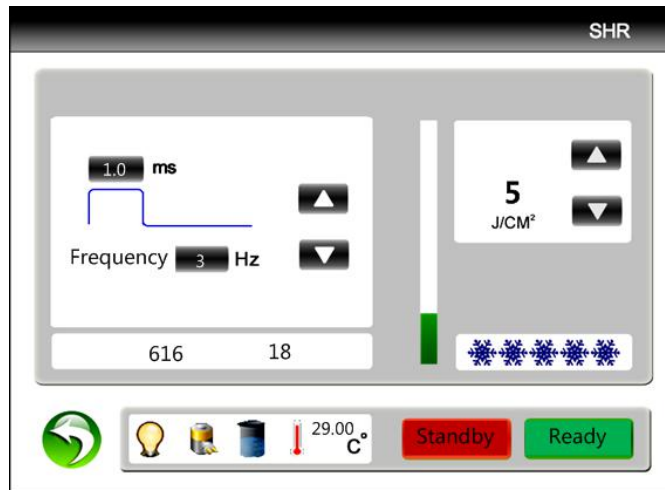 SHR
1.0 ms
Frequency 3 Hz
5
J/CM²
616 18
29.00
C°
Standby
Ready